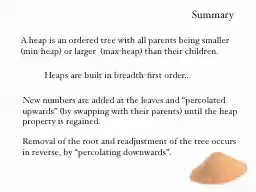 Summary
A heap is an ordered tree with all parents being smaller
(min-heap) or larger (max-heap) than their children.
Heaps are built in breadth-first order...
New numbers are added at the leaves and “percolated
upwards” (by swapping with their parents) until the heap
property is regained.
Removal of the root and readjustment of the tree occurs
in reverse, by “percolating downwards”.